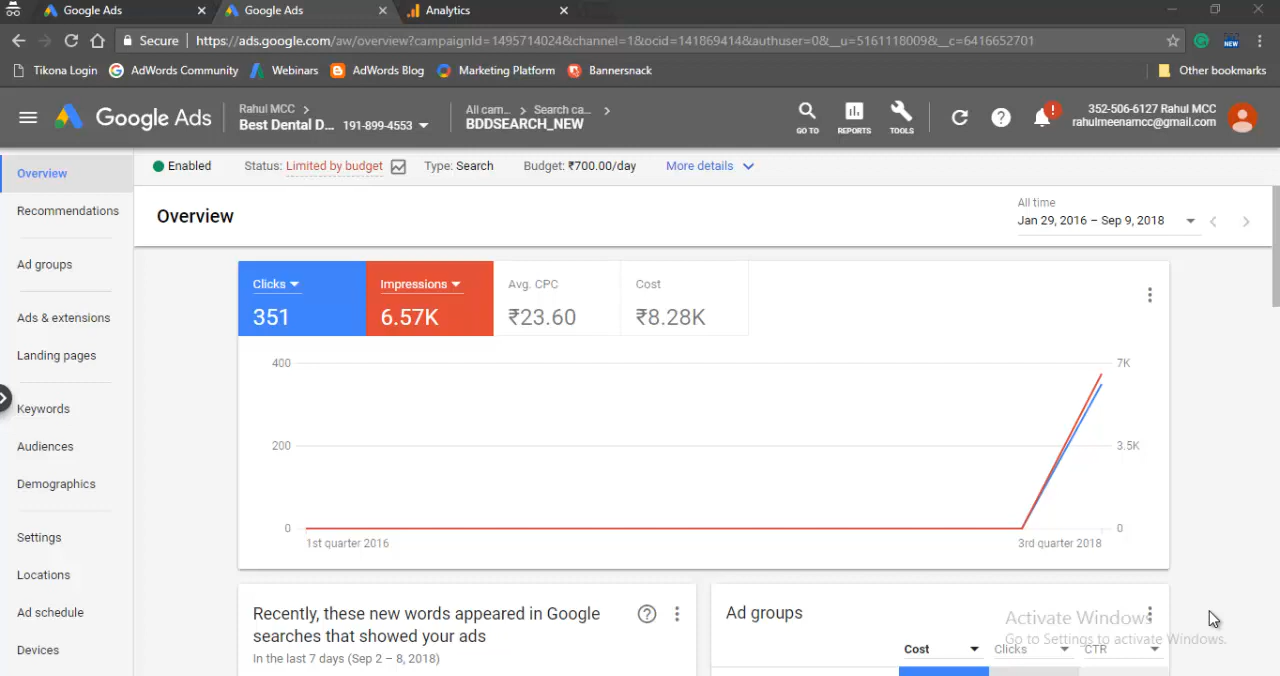 Google Ads
Google Ads
Analytics
Secure
https://ads.google.com/aw/overview?campaignId=1495714024&channel=1&ocid=141869414&authuser=0&__u=5161118009&__c=6416652701
NEW
Tikona Login
AdWords Community
Webinars
AdWords Blog
Marketing Platform
Bannersnack
Other bookmarks
Google Ads
Rahul MCC
Best Dental D... 191-899-4553
All cam... Search ca...
BDDSEARCH_NEW
GO TO
REPORTS
TOOLS
352-506-6127 Rahul MCC
rahulmeenamcc@gmail.com
Enabled
Status: Limited by budget
Type: Search
Budget: ₹700.00/day
More details
Overview
Recommendations
Ad groups
Ads & extensions
Landing pages
Keywords
Audiences
Demographics
Settings
Locations
Ad schedule
Devices
Overview
All time
Jan 29, 2016 – Sep 9, 2018
Clicks
351
Impressions
6.57K
Avg. CPC
₹23.60
Cost
₹8.28K
400
200
0
7K
3.5K
0
1st quarter 2016
3rd quarter 2018
Recently, these new words appeared in Google
searches that showed your ads
In the last 7 days (Sep 2 – 8, 2018)
Ad groups
Cost
Clicks
CTR
Activate Windows
Go to Settings to activate Windows.